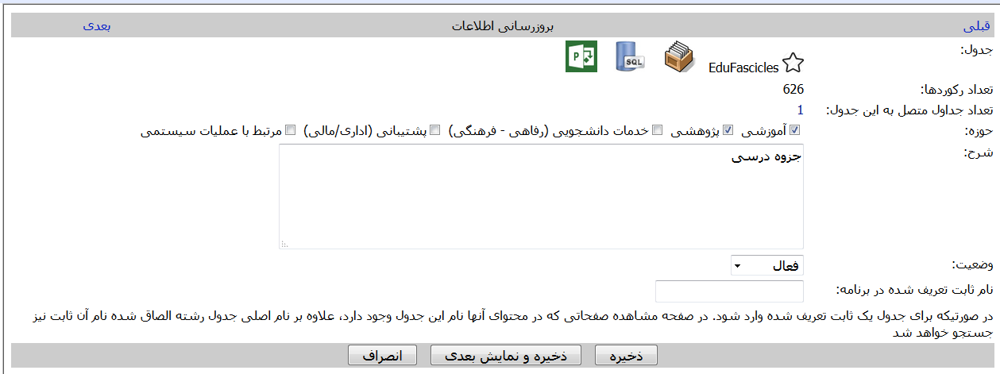 قبلی بروزرسانی اطلاعات بعدی
جدول: EduFascicles SQL P
تعداد رکوردها: 626
تعداد جداول متصل به این جدول: 1
حوزه: آموزشی پژوهشی خدمات دانشجویی (رفاهی - فرهنگی) پشتیبانی (اداری/مالی) مرتبط با عملیات سیستمی
شرح: جزوه درسی
وضعیت: فعال
نام ثابت تعریف شده در برنامه:
در صورتیکه برای جدول یک ثابت تعریف شده وارد شود. در صفحه مشاهده صفحاتی که در محتوای آنها نام این جدول وجود دارد، علاوه بر نام اصلی جدول رشته الصاق شده نام آن ثابت نیز
جستجو خواهد شد
ذخیره ذخیره و نمایش بعدی انصراف